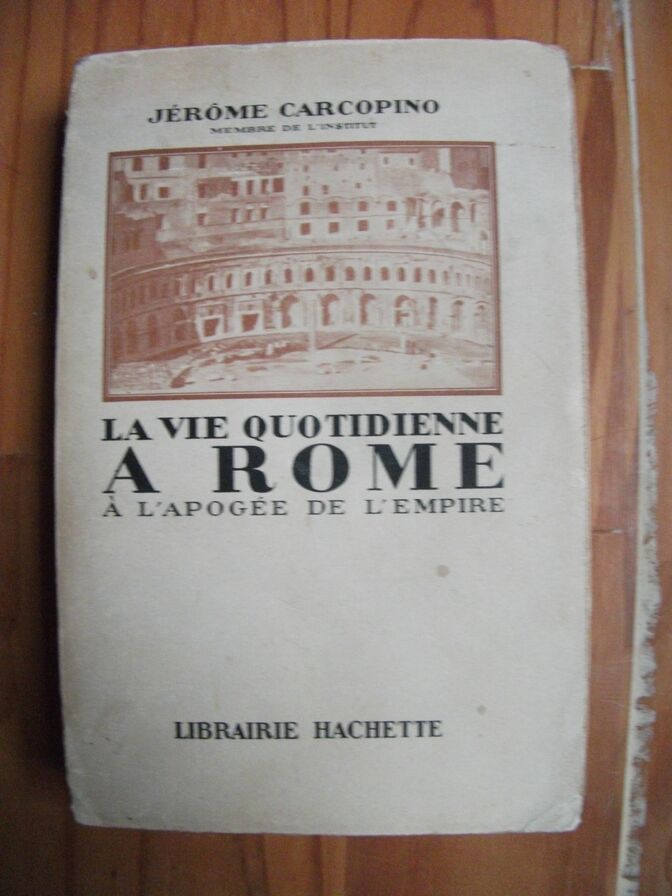 JÉRÔME CARCOPINO
MEMBRE DE L'INSTITUT
LA VIE QUOTIDIENNE
A ROME
À L'APOGÉE DE L'EMPIRE
LIBRAIRIE HACHETTE